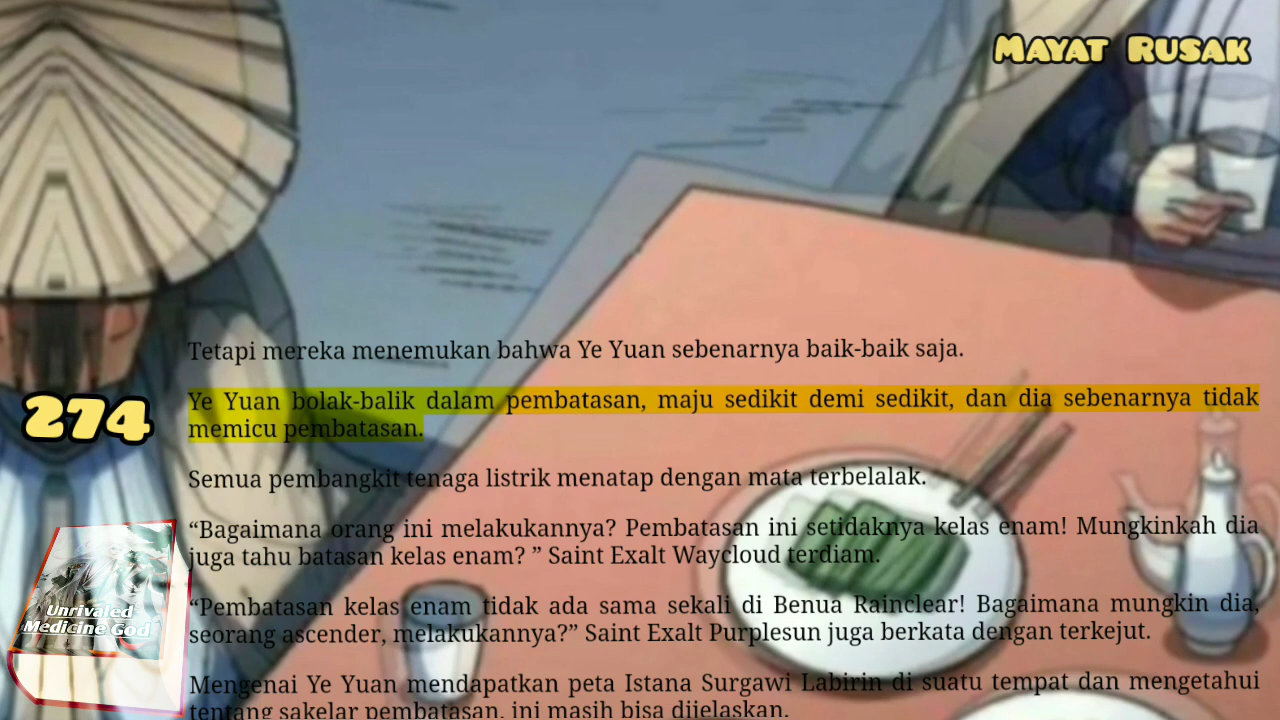 Mayat Rusak
Tetapi mereka menemukan bahwa Ye Yuan sebenarnya baik-baik saja.
Ye Yuan bolak-balik dalam pembatasan, maju sedikit demi sedikit, dan dia sebenarnya tidak
memicu pembatasan.
274
Semua pembangkit tenaga listrik menatap dengan mata terbelalak.
“Bagaimana orang ini melakukannya? Pembatasan ini setidaknya kelas enam! Mungkinkah dia
juga tahu batasan kelas enam? ” Saint Exalt Waycloud terdiam.
“Pembatasan kelas enam tidak ada sama sekali di Benua Rainclear! Bagaimana mungkin dia,
seorang ascender, melakukannya?” Saint Exalt Purplesun juga berkata dengan terkejut.
Unrivaled
Medicine God
Mengenai Ye Yuan mendapatkan peta Istana Surgawi Labirin di suatu tempat dan mengetahui
tentang sakelar pembatasan, ini masih bisa dijelaskan.